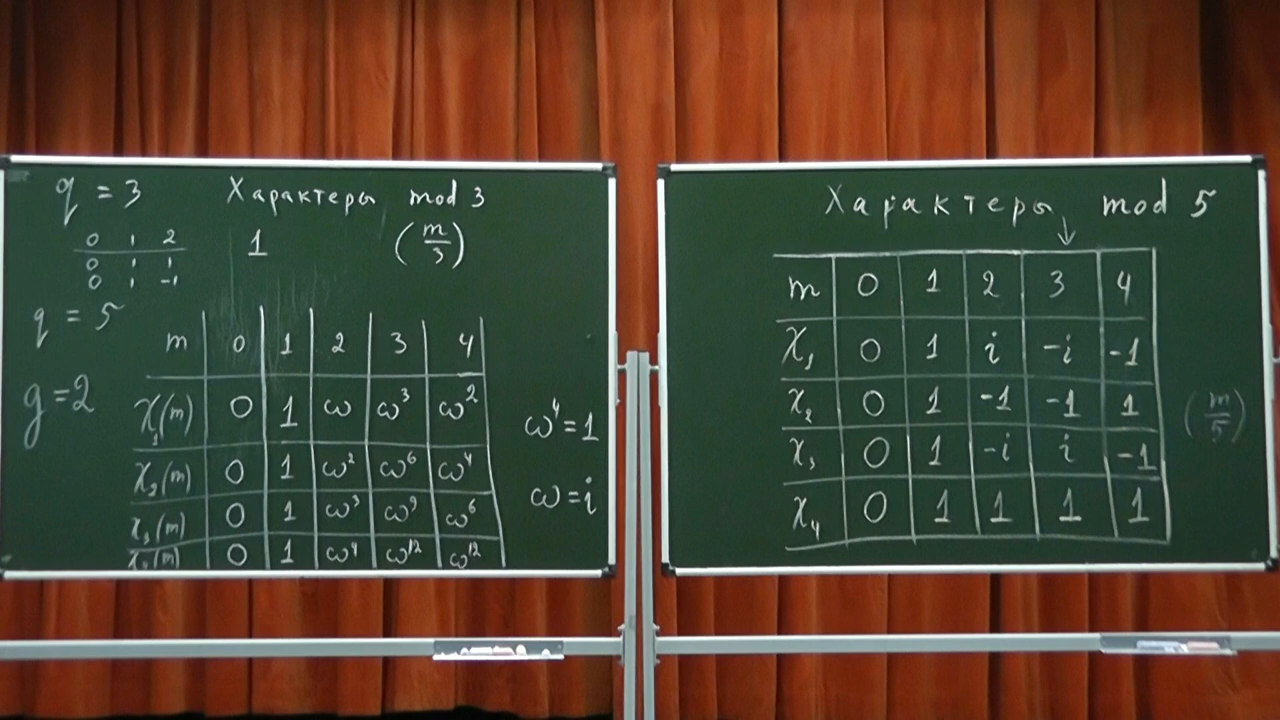 q = 3 Характеры mod 3
0 1 2 1 (m/3)
0 1 1
0 1 -1
q = 5
g = 2
m 0 1 2 3 4
χ₁(m) 0 1 ω ω³ ω²
χ₂(m) 0 1 ω² ω⁶ ω⁴
χ₃(m) 0 1 ω³ ω⁹ ω⁶
χ₄(m) 0 1 ω⁴ ω¹² ω¹²
ω⁴ = 1
ω = i
Характеры mod 5
↓
m 0 1 2 3 4
χ₁ 0 1 i -i -1
χ₂ 0 1 -1 -1 1 (m/5)
χ₃ 0 1 -i i -1
χ₄ 0 1 1 1 1